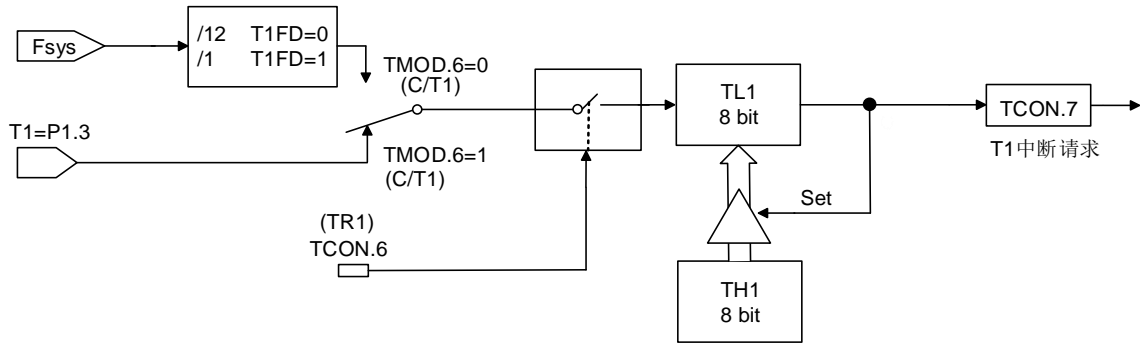 Fsys
/12 T1FD=0
/1 T1FD=1
TMOD.6=0
(C/T1)
T1=P1.3
TMOD.6=1
(C/T1)
(TR1)
TCON.6
TL1
8 bit
TCON.7
T1中断请求
Set
TH1
8 bit